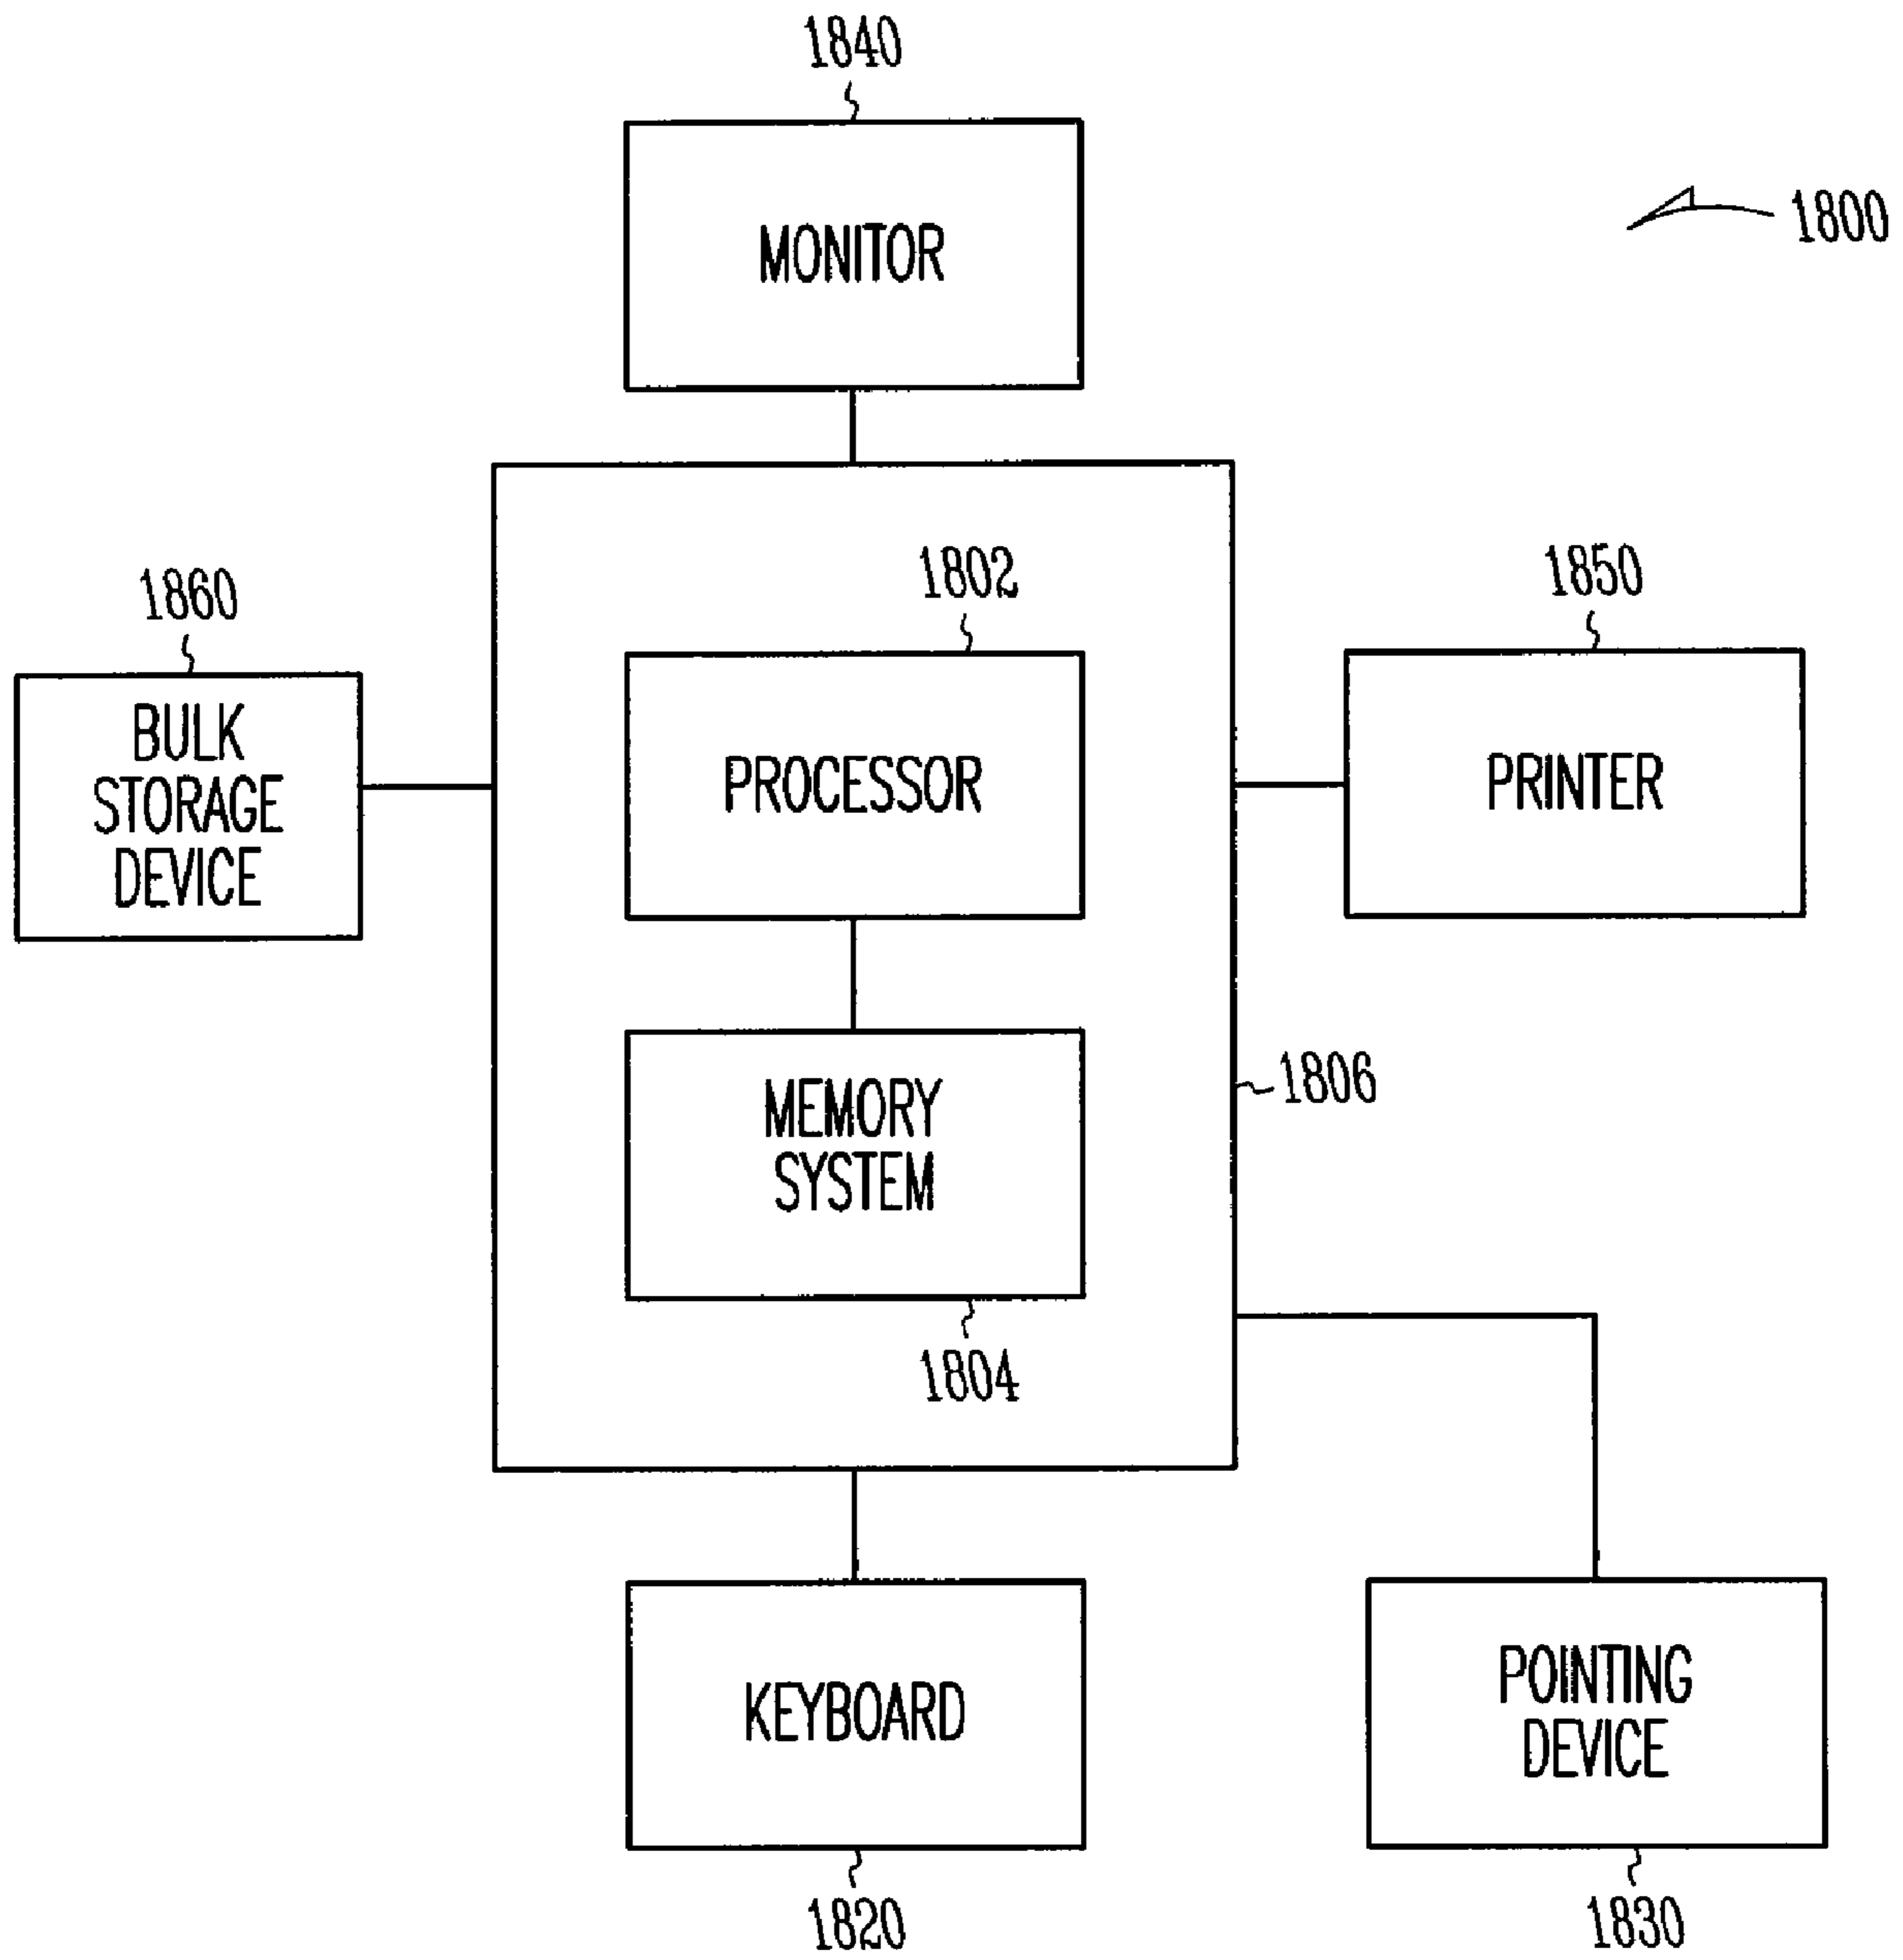 1840
MONITOR
1800
1860
BULK
STORAGE
DEVICE
1802
PROCESSOR
1850
PRINTER
MEMORY
SYSTEM
1806
1804
KEYBOARD
1820
POINTING
DEVICE
1830